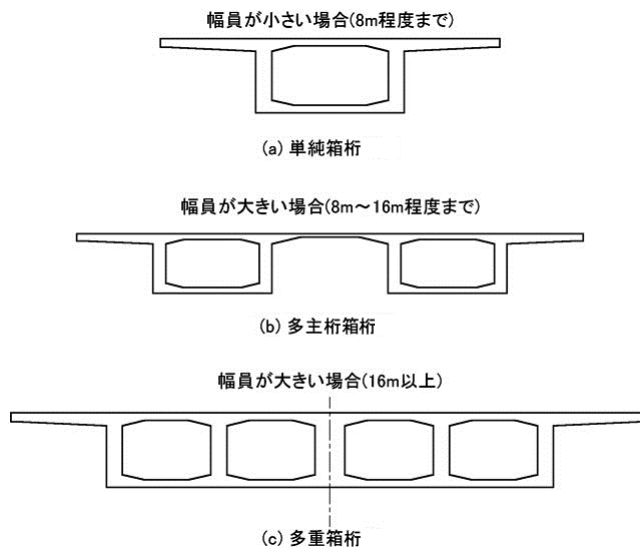 幅員が小さい場合(8m程度まで)
(a) 単純箱桁
幅員が大きい場合(8m～16m程度まで)
(b) 多主桁箱桁
幅員が大きい場合(16m以上)
(c) 多重箱桁